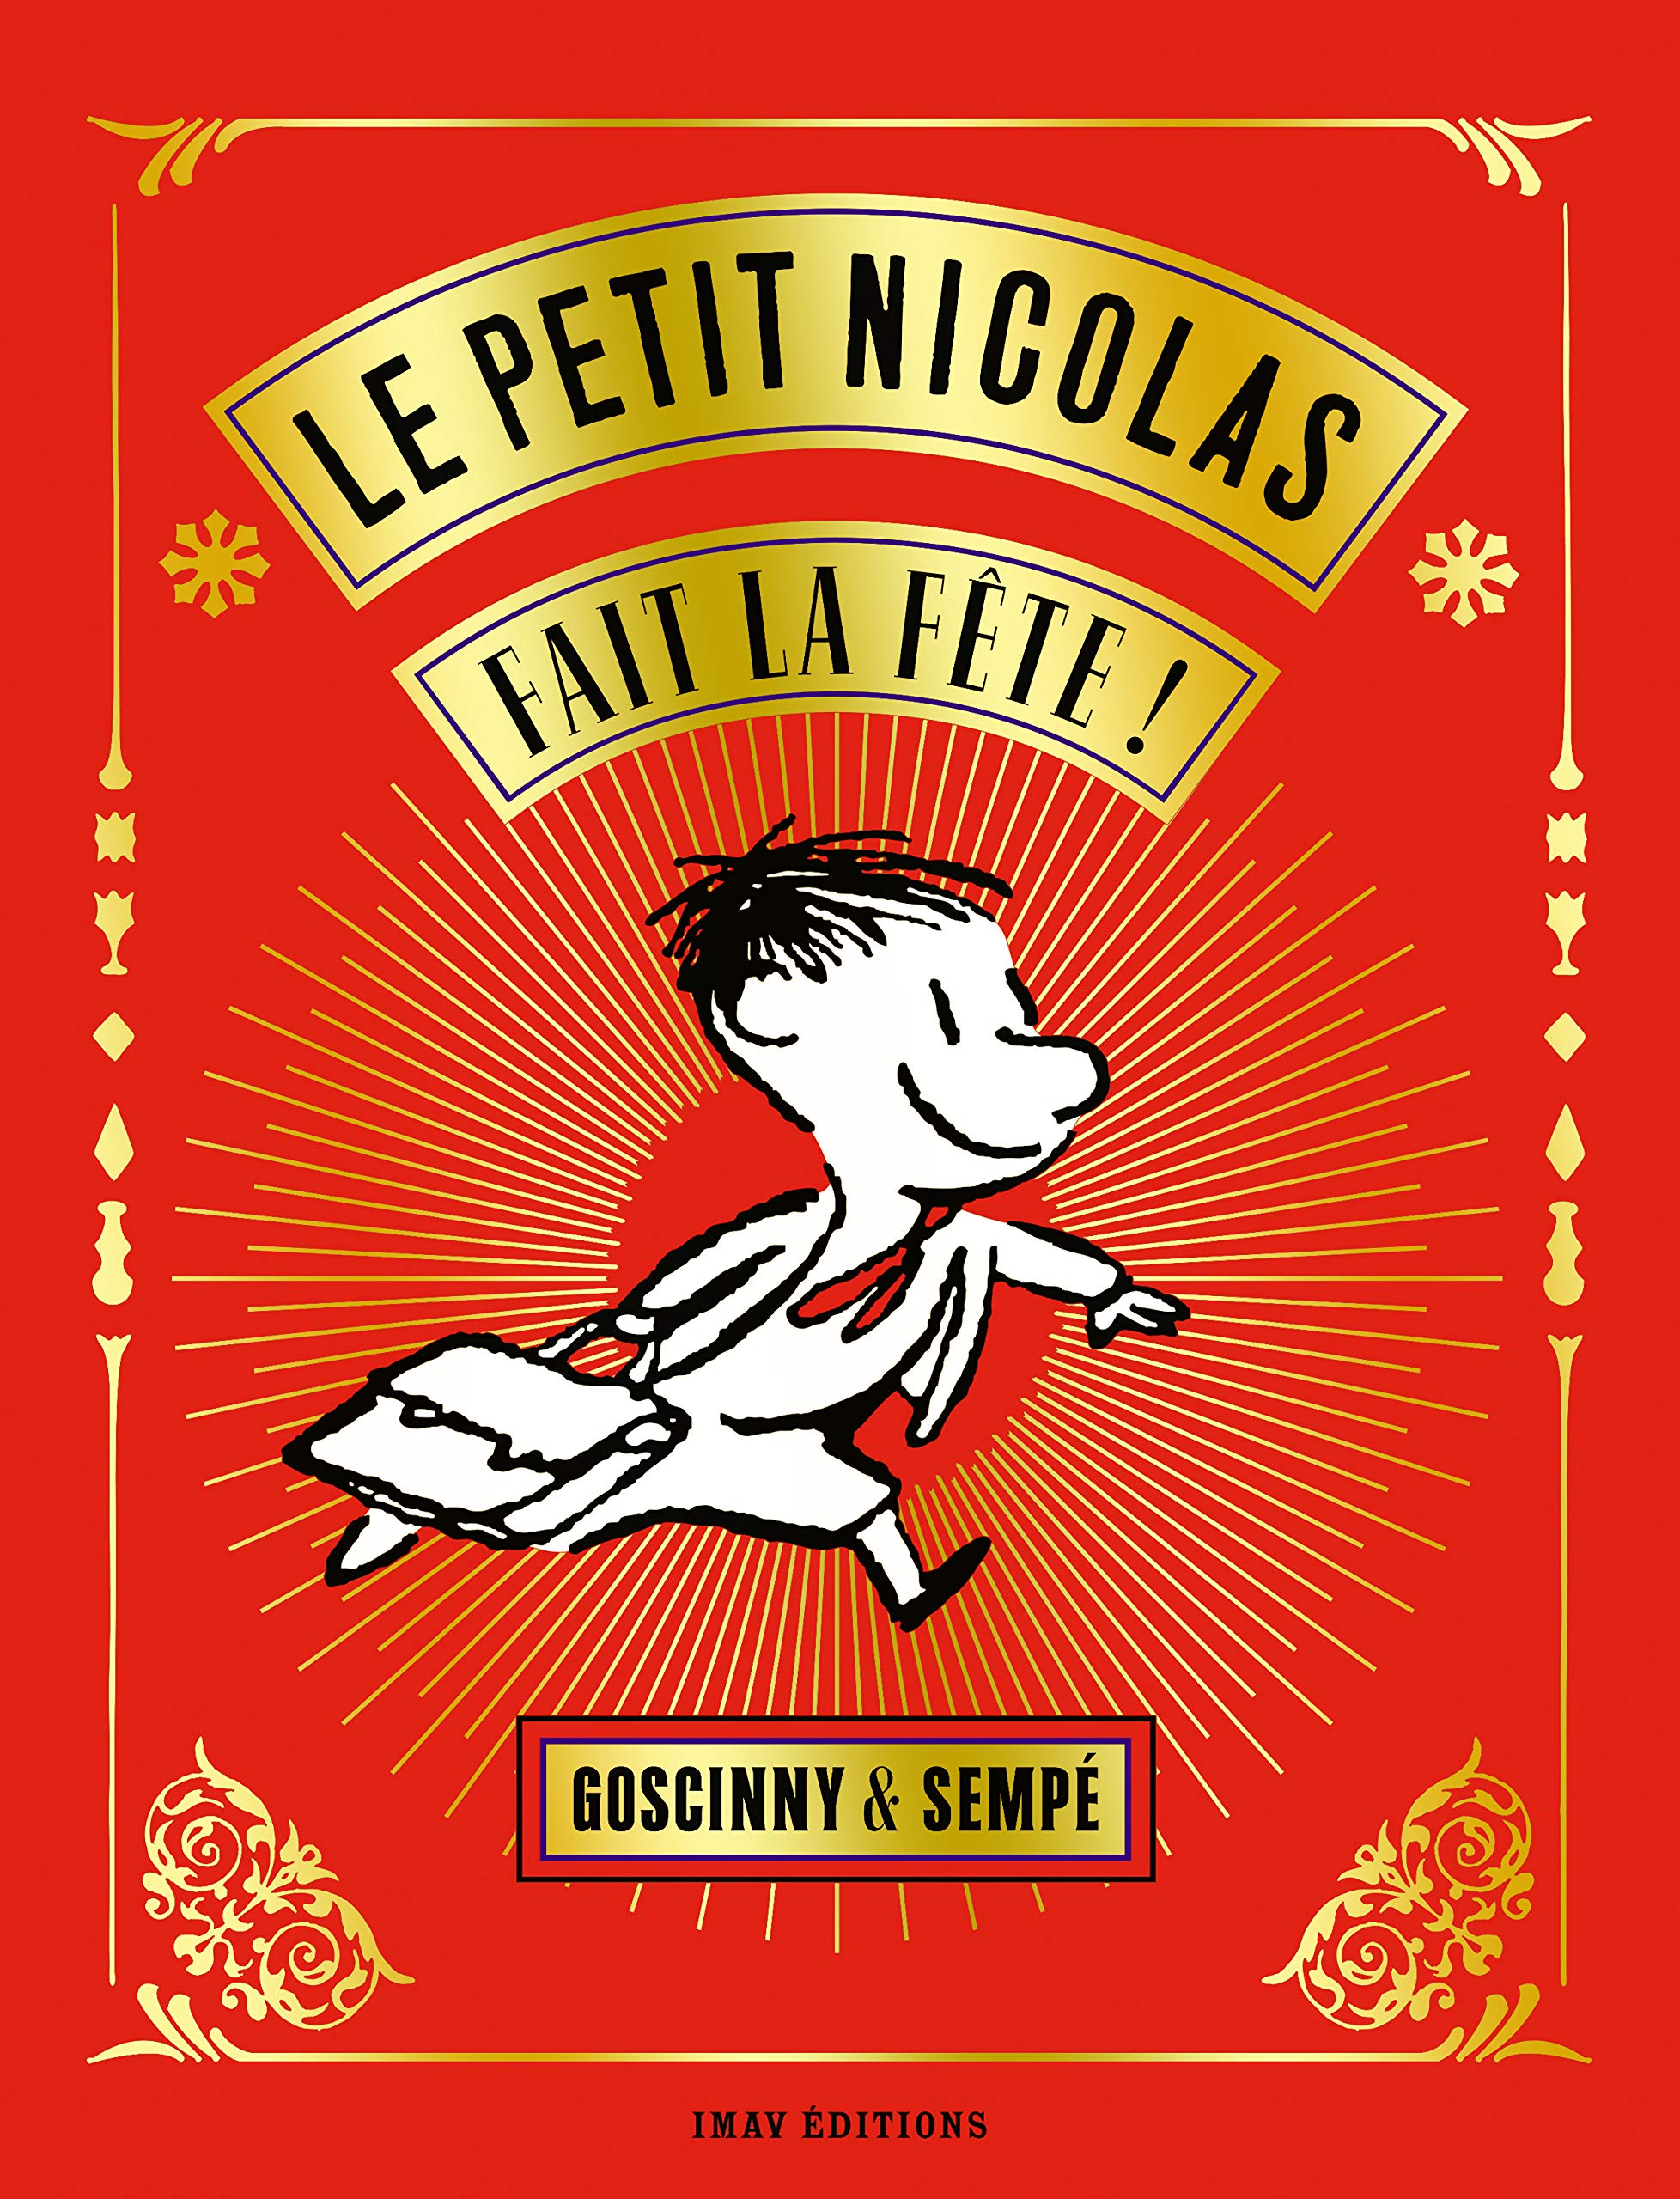 LE PETIT NICOLAS
FAIT LA FÊTE !
GOSCINNY & SEMPÉ
IMAV ÉDITIONS